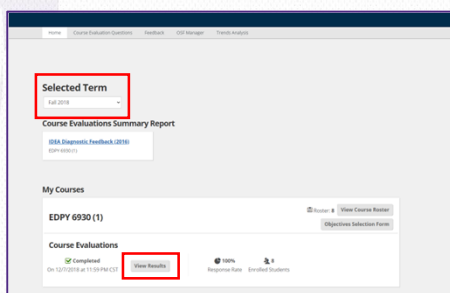 Home Course Evaluation Questions Feedback OSF Manager Trends Analysis
Selected Term
Fall 2018
Course Evaluations Summary Report
IDEA Diagnostic Feedback (2016)
EDPY 6930 (1)
My Courses
EDPY 6930 (1)
Roster: 8 View Course Roster
Objectives Selection Form
Course Evaluations
Completed
On 12/7/2018 at 11:59 PM CST
View Results
100%
Response Rate
8
Enrolled Students